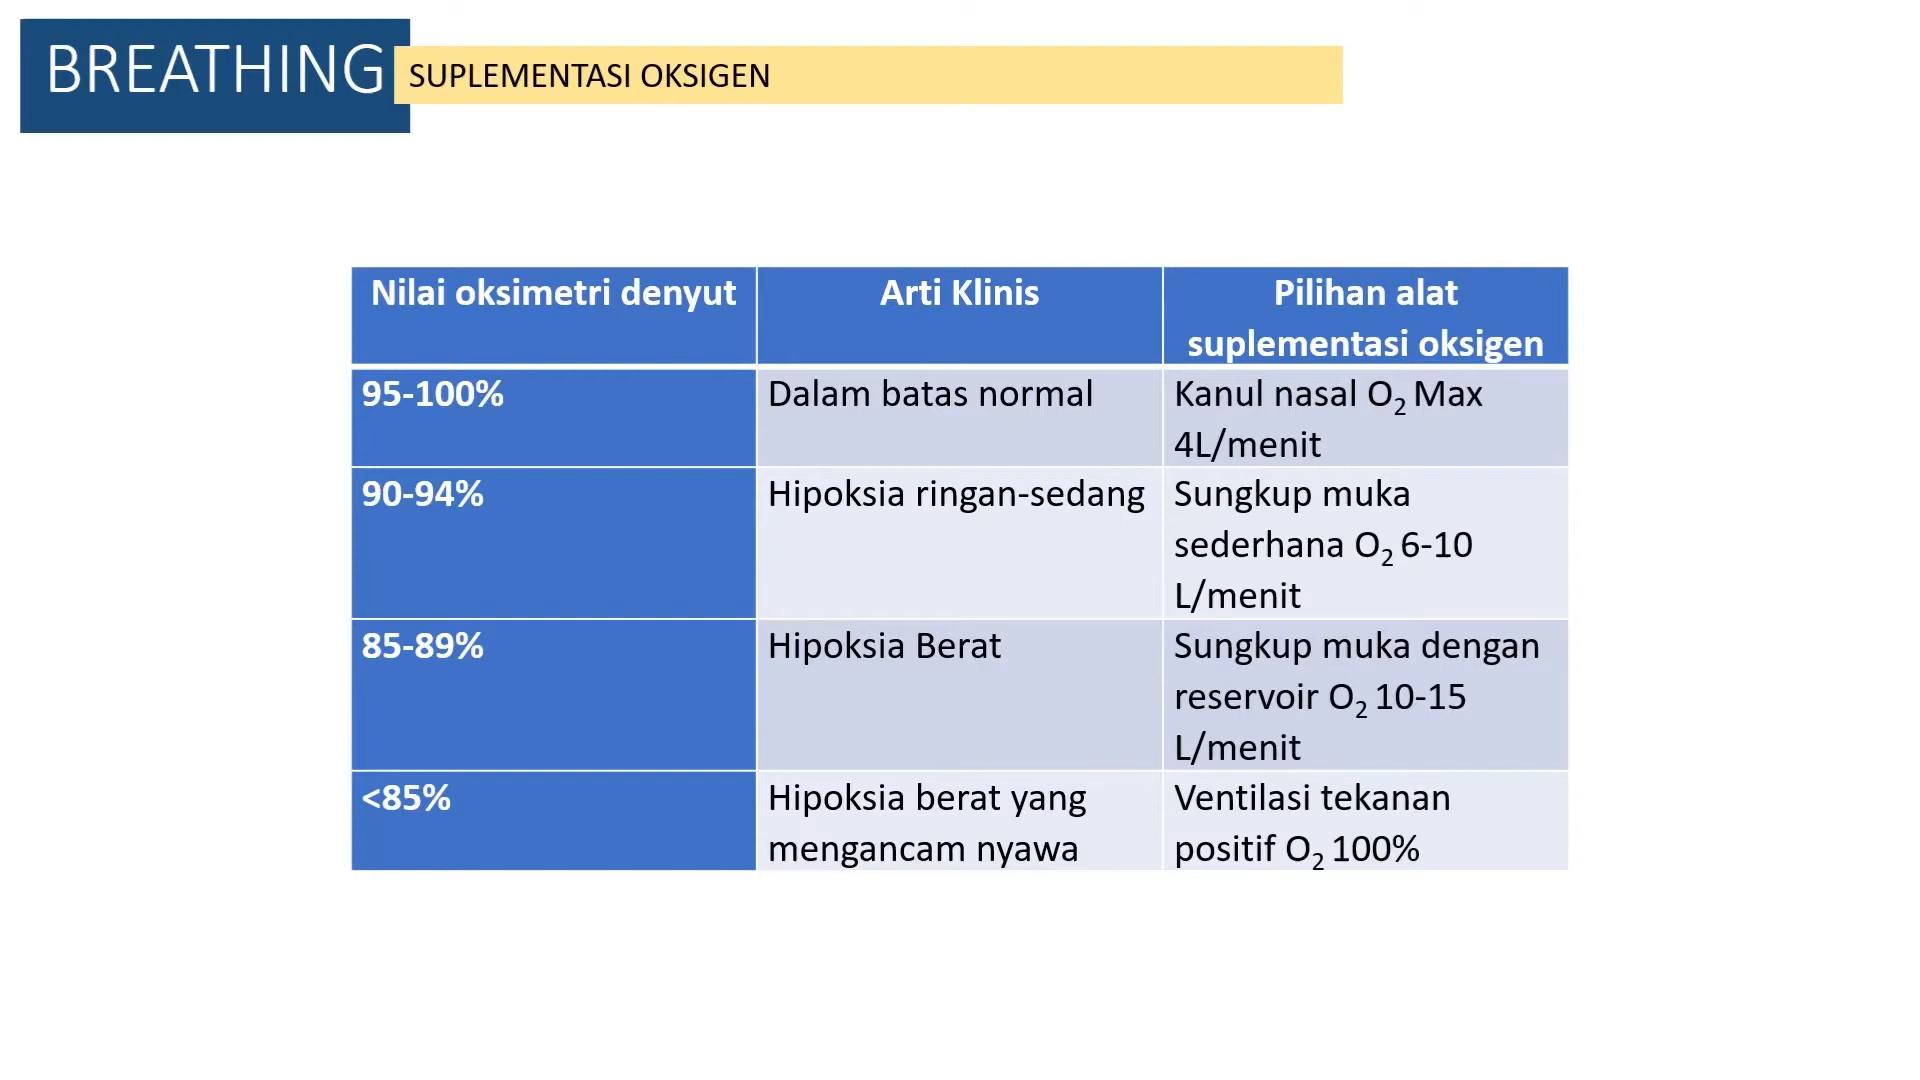 BREATHING
SUPLEMENTASI OKSIGEN
Nilai oksimetri denyut
Arti Klinis
Pilihan alat
suplementasi oksigen
95-100%
Dalam batas normal
Kanul nasal O₂ Max
4L/menit
90-94%
Hipoksia ringan-sedang
Sungkup muka
sederhana O₂ 6-10
L/menit
85-89%
Hipoksia Berat
Sungkup muka dengan
reservoir O₂ 10-15
L/menit
<85%
Hipoksia berat yang
mengancam nyawa
Ventilasi tekanan
positif O₂ 100%